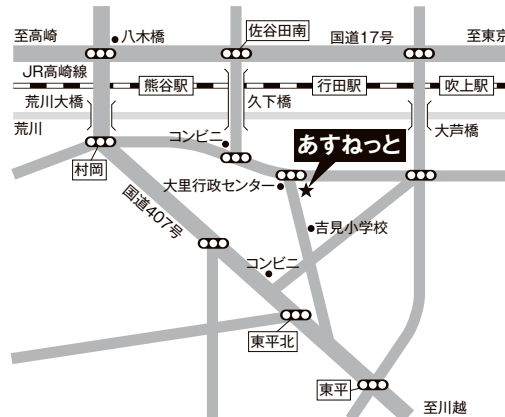 至高崎
八木橋
佐谷田南
国道17号
至東京
JR高崎線
熊谷駅
行田駅
吹上駅
荒川大橋
久下橋
荒川
大芦橋
コンビニ
あすねっと
村岡
大里行政センター
国道407号
吉見小学校
コンビニ
東平北
東平
至川越